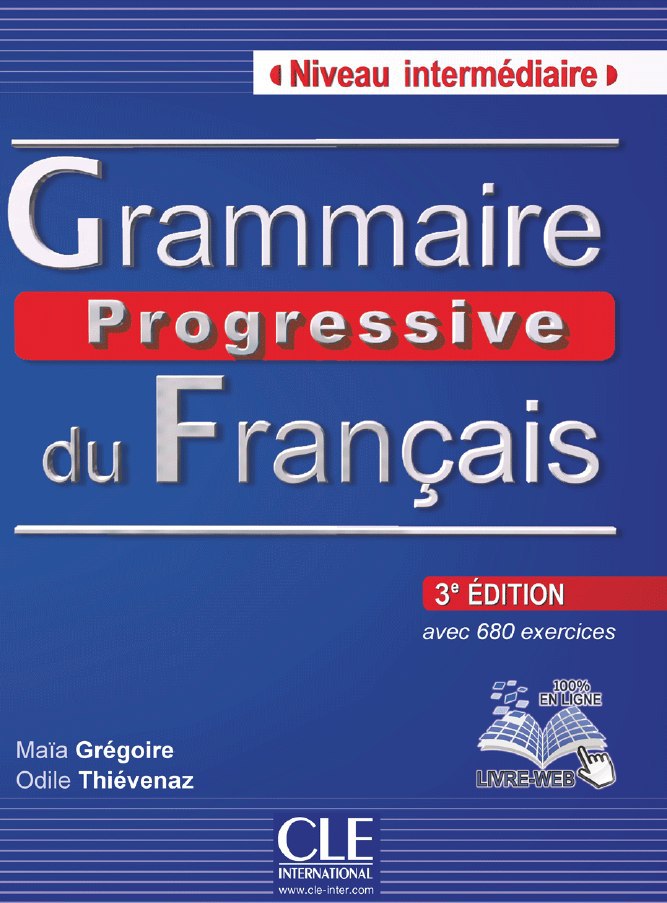 Niveau intermédiaire
Grammaire
Progressive
du Français
3e ÉDITION
avec 680 exercices
100%
EN LIGNE
LIVRE-WEB
Maïa Grégoire
Odile Thiévenaz
CLE
INTERNATIONAL
www.cle-inter.com